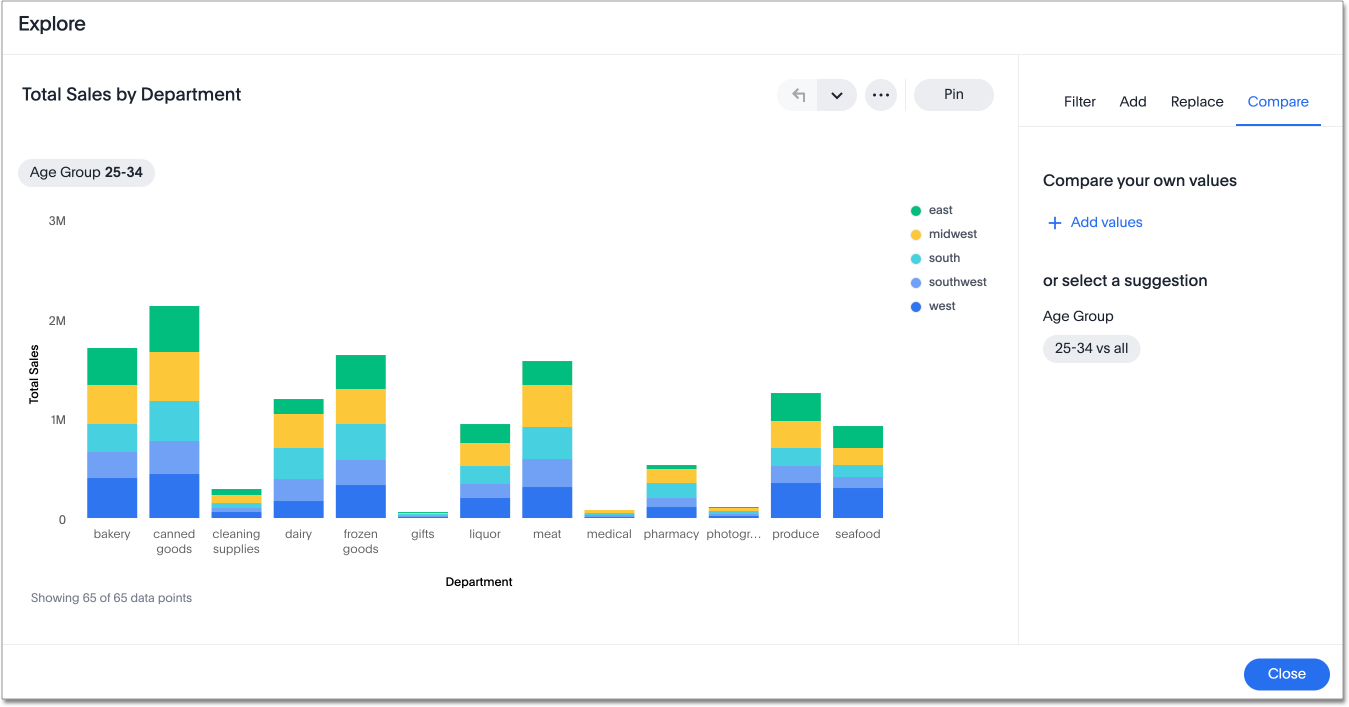 Explore
Total Sales by Department
Pin
Filter Add Replace Compare
Age Group 25-34
Compare your own values
+ Add values
or select a suggestion
Age Group
25-34 vs all
east
midwest
south
southwest
west
3M
2M
1M
0
Total Sales
bakery
canned
goods
cleaning
supplies
dairy
frozen
goods
gifts
liquor
meat
medical
pharmacy
photogr...
produce
seafood
Department
Showing 65 of 65 data points
Close